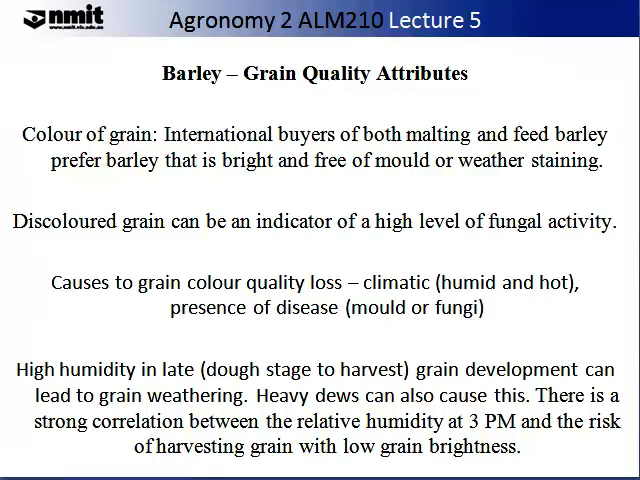 nmit
www.nmit.vic.edu.au
Agronomy 2 ALM210 Lecture 5
Barley – Grain Quality Attributes
Colour of grain: International buyers of both malting and feed barley
prefer barley that is bright and free of mould or weather staining.
Discoloured grain can be an indicator of a high level of fungal activity.
Causes to grain colour quality loss – climatic (humid and hot),
presence of disease (mould or fungi)
High humidity in late (dough stage to harvest) grain development can
lead to grain weathering. Heavy dews can also cause this. There is a
strong correlation between the relative humidity at 3 PM and the risk
of harvesting grain with low grain brightness.